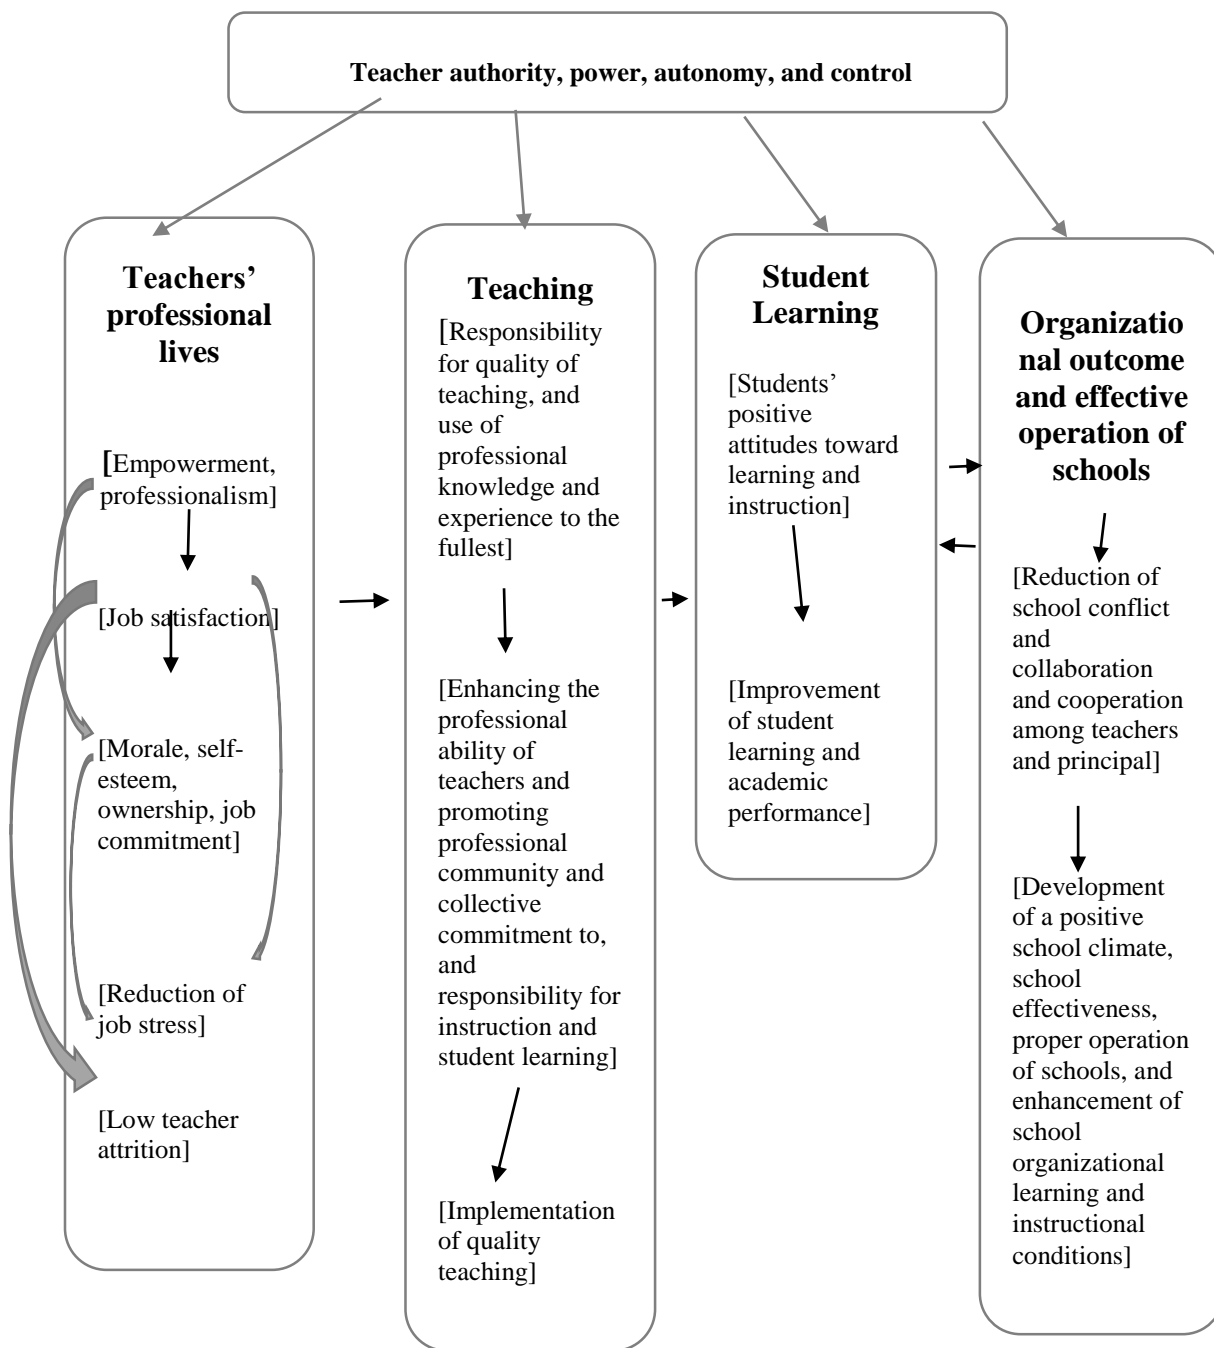 Teacher authority, power, autonomy, and control
Teachers’
professional
lives
[Empowerment,
professionalism]
[Job satisfaction]
[Morale, self-
esteem,
ownership, job
commitment]
[Reduction of
job stress]
[Low teacher
attrition]
Teaching
[Responsibility
for quality of
teaching, and
use of
professional
knowledge and
experience to the
fullest]
[Enhancing the
professional
ability of
teachers and
promoting
professional
community and
collective
commitment to,
and
responsibility for
instruction and
student learning]
[Implementation
of quality
teaching]
Student
Learning
[Students’
positive
attitudes toward
learning and
instruction]
[Improvement
of student
learning and
academic
performance]
Organizatio
nal outcome
and effective
operation of
schools
[Reduction of
school conflict
and
collaboration
and cooperation
among teachers
and principal]
[Development
of a positive
school climate,
school
effectiveness,
proper operation
of schools, and
enhancement of
school
organizational
learning and
instructional
conditions]